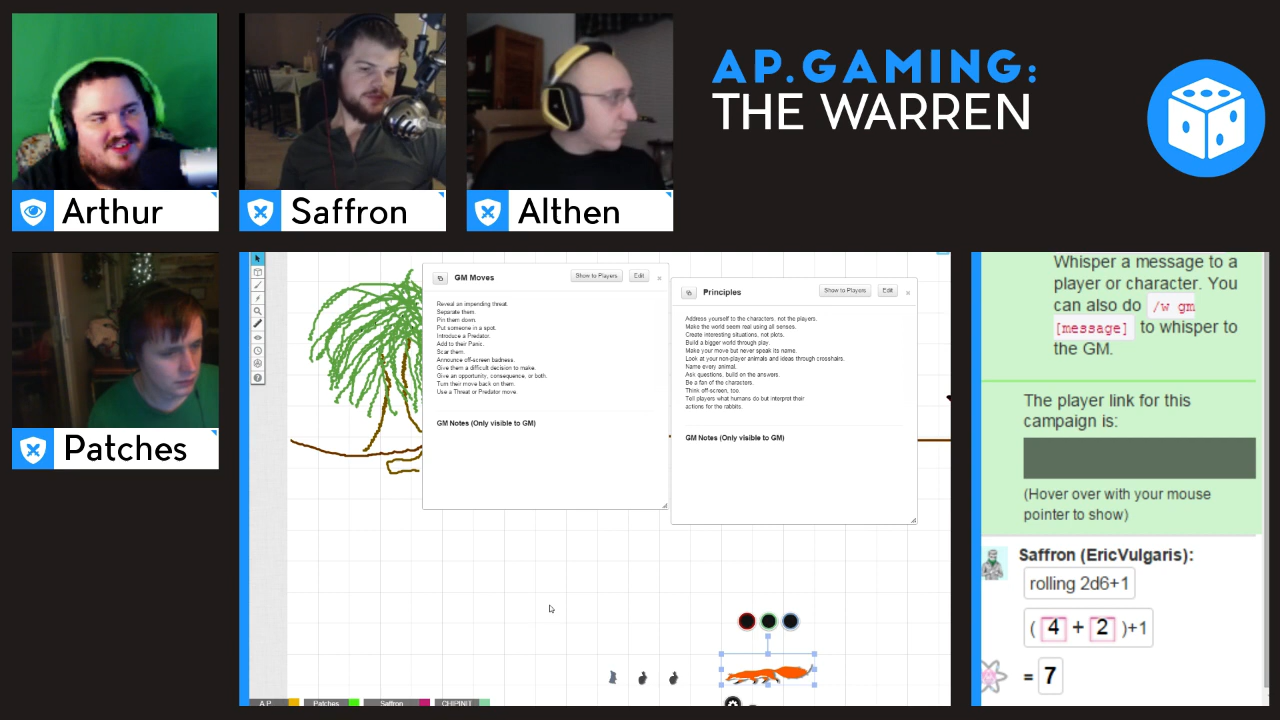 AP.GAMING:
THE WARREN
Arthur
Saffron
Althen
Patches
GM Moves
Show to Players
Edit
×
Reveal an impending threat.
Separate them.
Pin them down.
Put someone in a spot.
Introduce a Predator.
Add to their Panic.
Scar them.
Announce off-screen badness.
Give them a difficult decision to make.
Give an opportunity, consequence, or both.
Turn their move back on them.
Use a Threat or Predator move.
GM Notes (Only visible to GM)
Principles
Show to Players
Edit
×
Address yourself to the characters, not the players.
Make the world seem real using all senses.
Create interesting situations, not plots.
Build a bigger world through play.
Make your move but never speak its name.
Look at your non-player animals and ideas through crosshairs.
Name every animal.
Ask questions, build on the answers.
Be a fan of the characters.
Think off-screen, too.
Tell players what humans do but interpret their
actions for the rabbits.
GM Notes (Only visible to GM)
A.P.
Patches
Saffron
CHIPINIT
Whisper a message to a
player or character. You
can also do /w gm
[message] to whisper to
the GM.
The player link for this
campaign is:
(Hover over with your mouse
pointer to show)
Saffron (EricVulgaris):
rolling 2d6+1
( 4 + 2 )+1
= 7